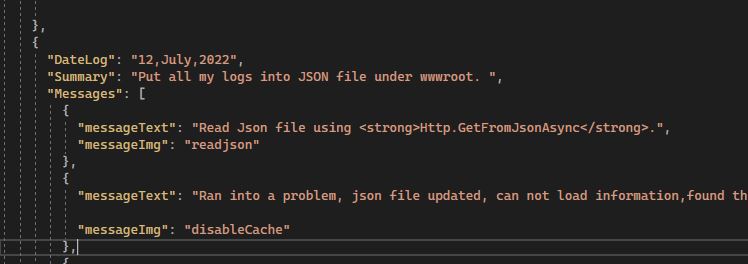 },
{
"DateLog": "12,July,2022",
"Summary": "Put all my logs into JSON file under wwwroot. ",
"Messages": [
{
"messageText": "Read Json file using <strong>Http.GetFromJsonAsync</strong>.",
"messageImg": "readjson"
},
{
"messageText": "Ran into a problem, json file updated, can not load information,found th
"messageImg": "disableCache"
},
{